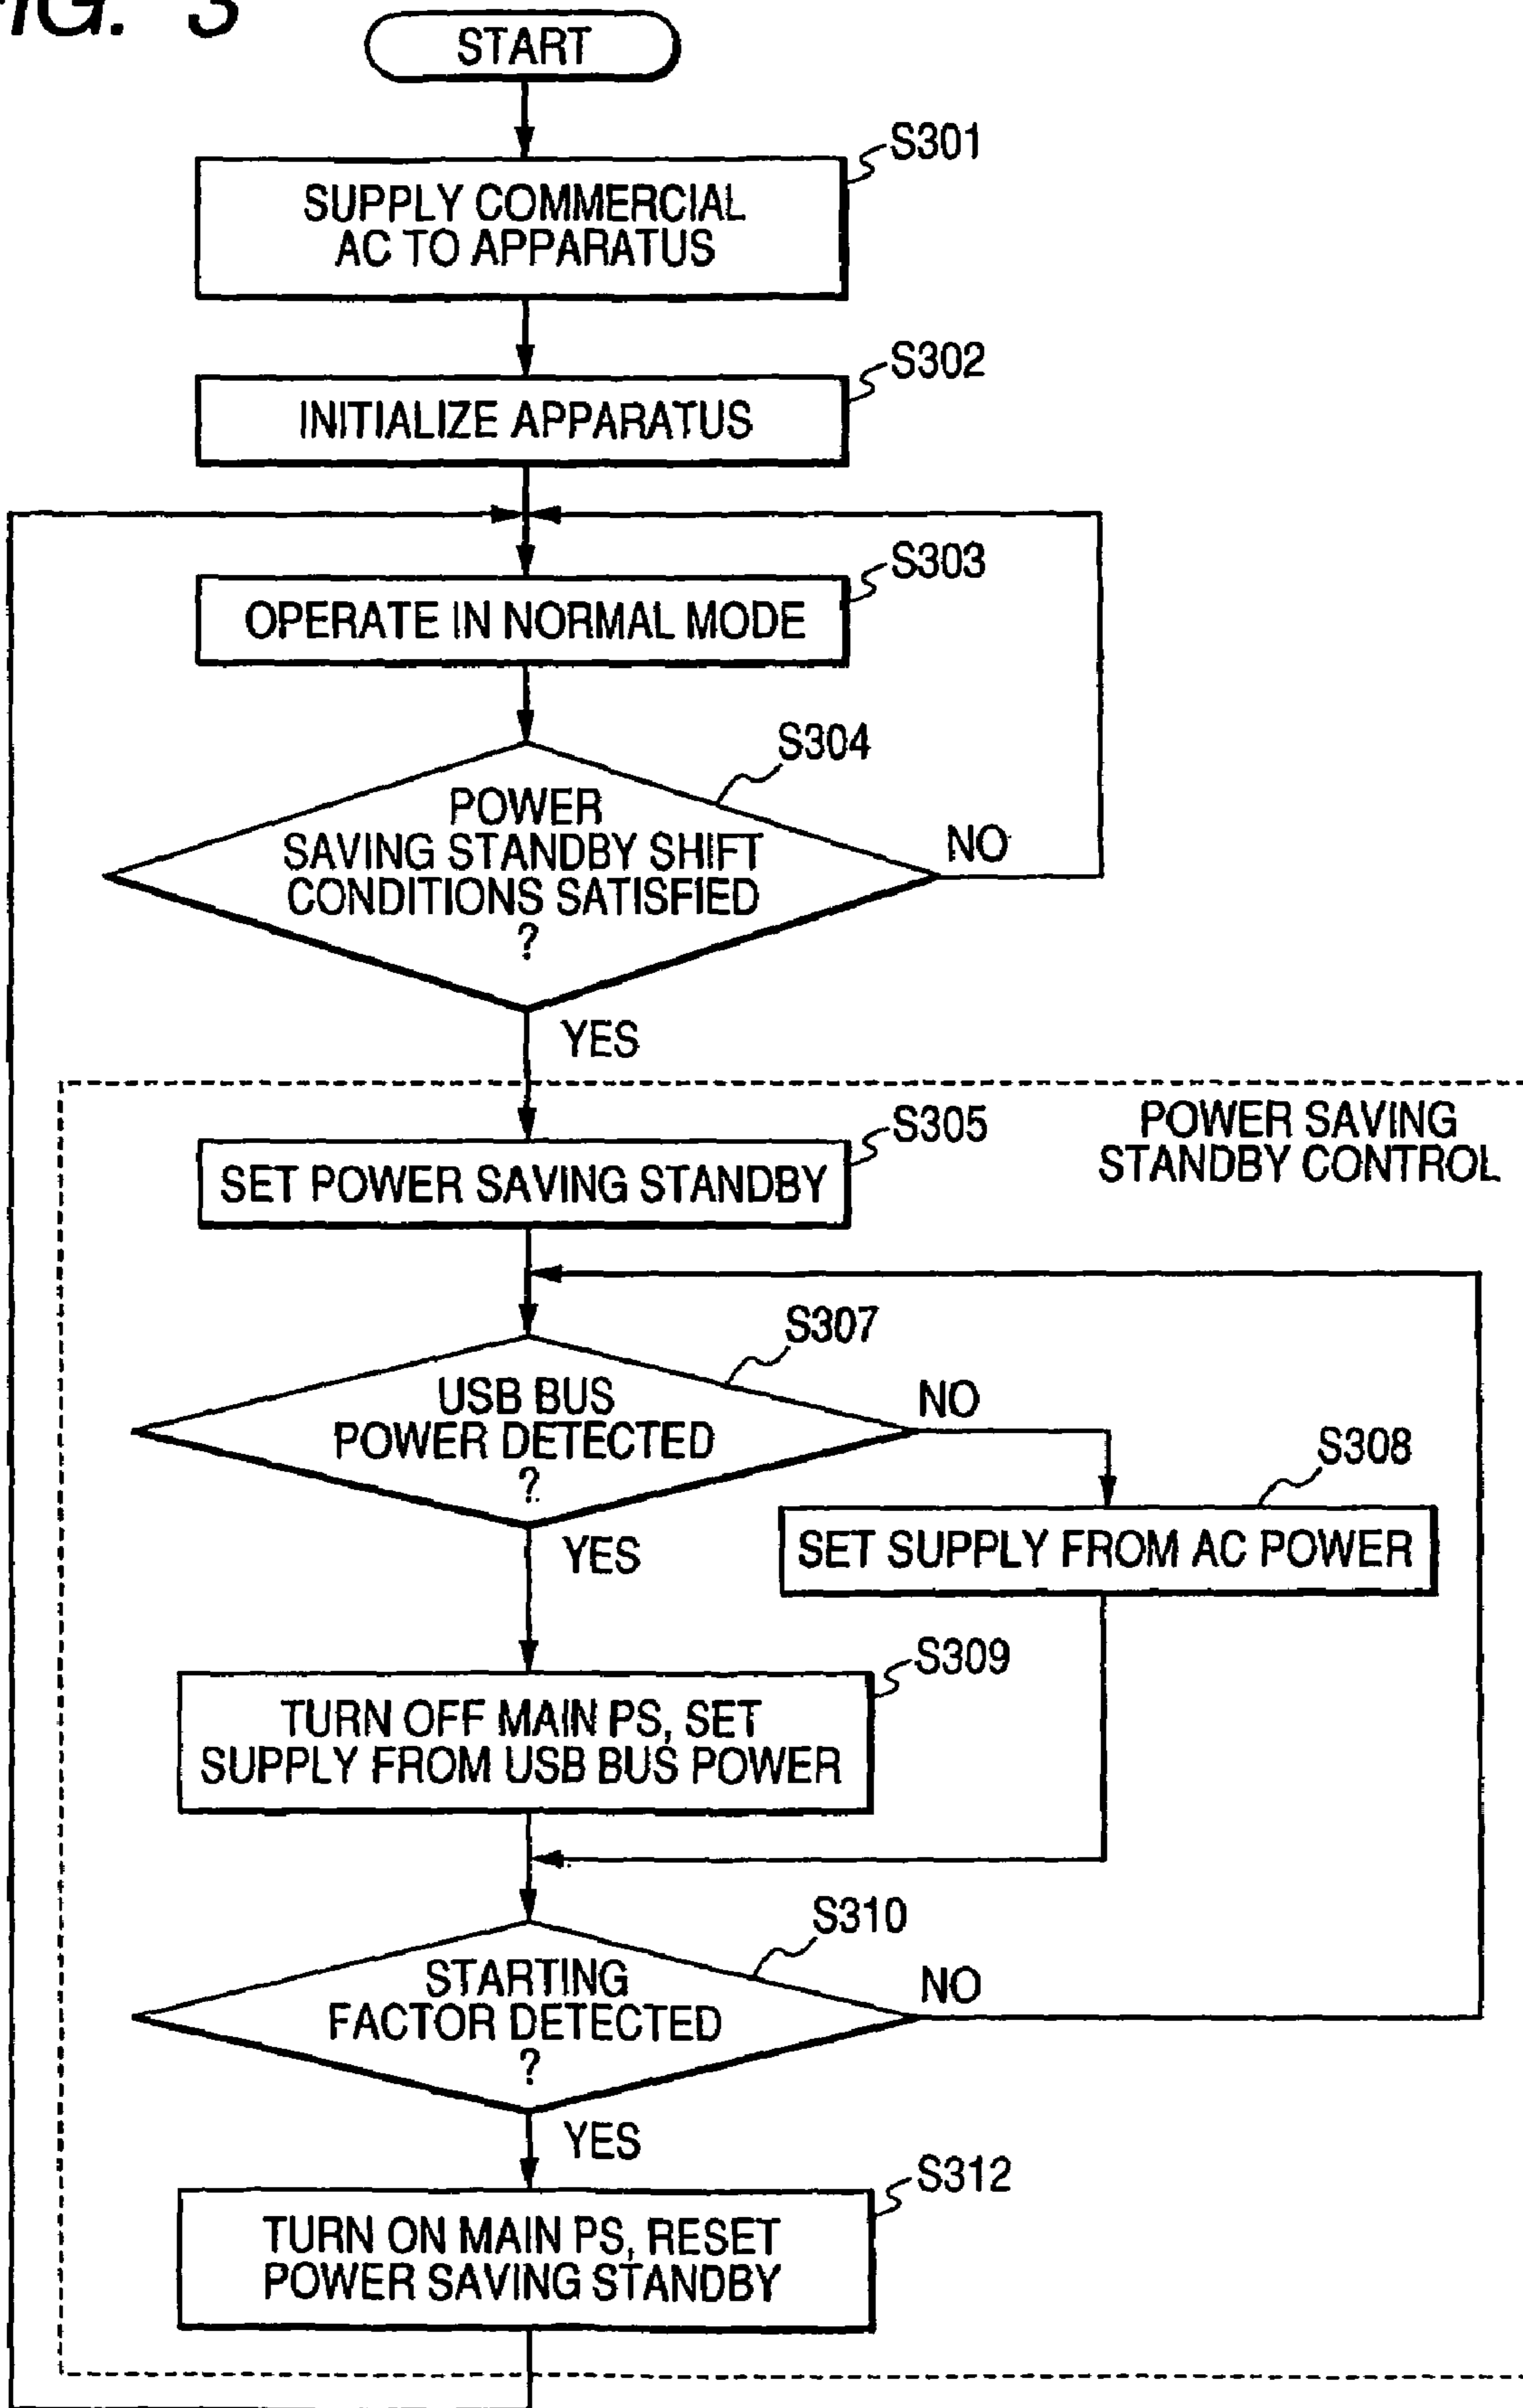 FIG. 3
START
S301
SUPPLY COMMERCIAL
AC TO APPARATUS
S302
INITIALIZE APPARATUS
S303
OPERATE IN NORMAL MODE
S304
POWER
SAVING STANDBY SHIFT
CONDITIONS SATISFIED
?
NO
YES
POWER SAVING
STANDBY CONTROL
S305
SET POWER SAVING STANDBY
S307
USB BUS
POWER DETECTED
?
NO
YES
S308
SET SUPPLY FROM AC POWER
S309
TURN OFF MAIN PS, SET
SUPPLY FROM USB BUS POWER
S310
STARTING
FACTOR DETECTED
?
NO
YES
S312
TURN ON MAIN PS, RESET
POWER SAVING STANDBY